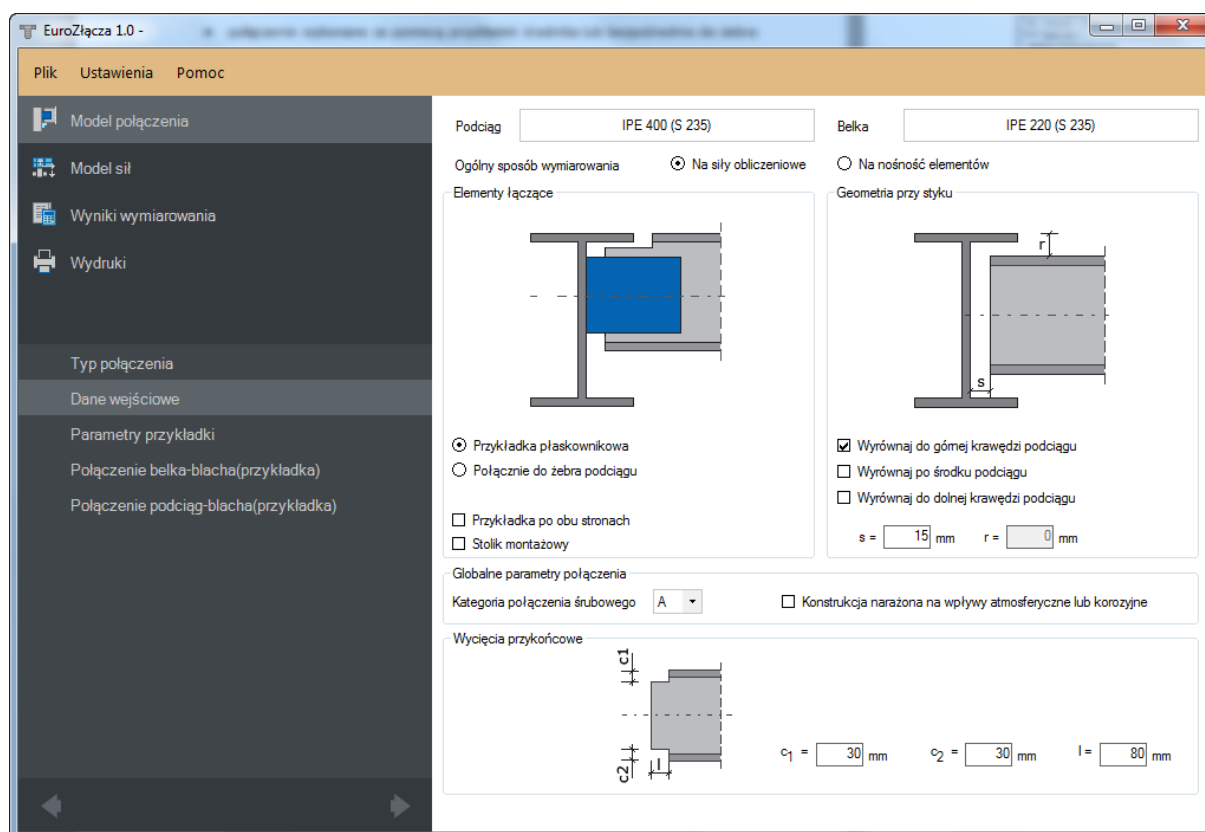 EuroZłącza 1.0 -
Plik Ustawienia Pomoc
Model połączenia
Model sił
Wyniki wymiarowania
Wydruki
Typ połączenia
Dane wejściowe
Parametry przykładki
Połączenie belka-blacha(przykładka)
Połączenie podciąg-blacha(przykładka)
Podciąg IPE 400 (S 235) Belka IPE 220 (S 235)
Ogólny sposób wymiarowania Na siły obliczeniowe Na nośność elementów
Elementy łączące
Przykładka płaskownikowa
Połącznie do żebra podciągu
Przykładka po obu stronach
Stolik montażowy
Geometria przy styku
r
s
Wyrównaj do górnej krawędzi podciągu
Wyrównaj po środku podciągu
Wyrównaj do dolnej krawędzi podciągu
s = 15 mm r = 0 mm
Globalne parametry połączenia
Kategoria połączenia śrubowego A Konstrukcja narażona na wpływy atmosferyczne lub korozyjne
Wycięcia przykońcowe
c1
c2
l
c1 = 30 mm c2 = 30 mm l = 80 mm